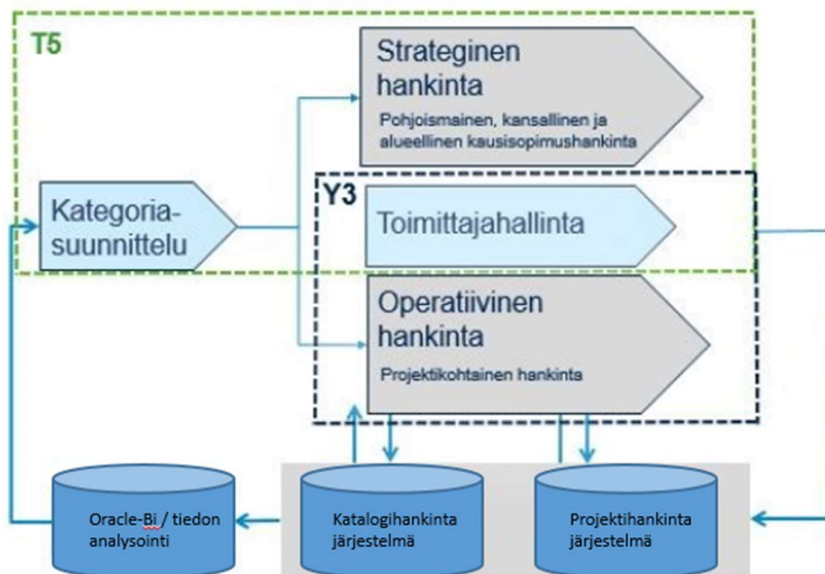 T5
Strateginen
hankinta
Pohjoismainen, kansallinen ja
alueellinen kausisopimushankinta
Kategoria-
suunnittelu
Y3
Toimittajahallinta
Operatiivinen
hankinta
Projektikohtainen hankinta
Oracle-Bi / tiedon
analysointi
Katalogihankinta
järjestelmä
Projektihankinta
järjestelmä